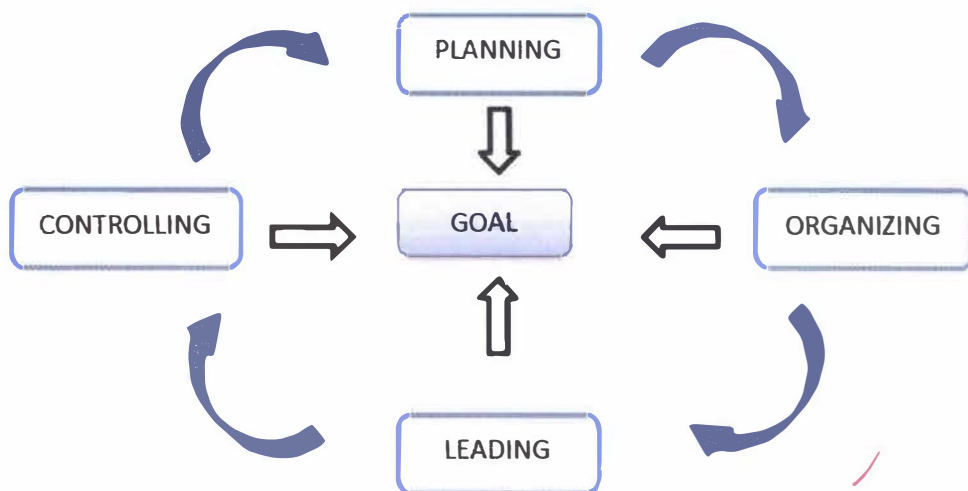 PLANNING
CONTROLLING
GOAL
ORGANIZING
LEADING